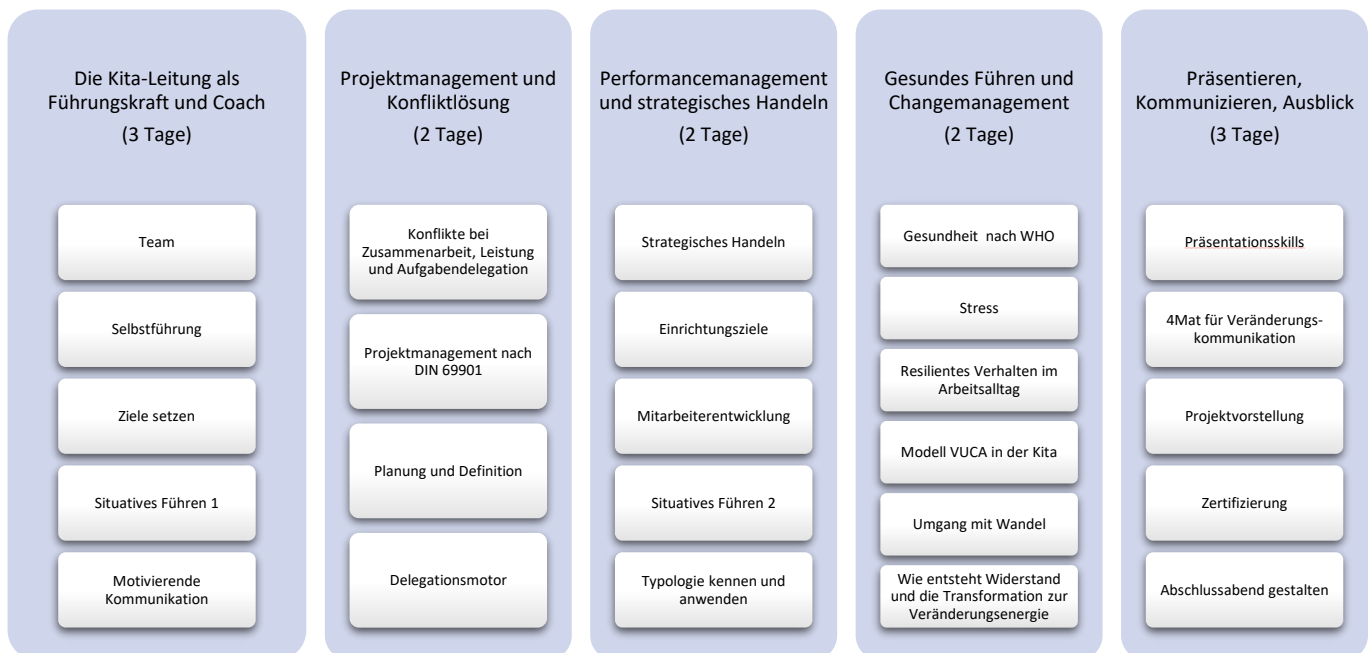 Die Kita-Leitung als
Führungskraft und Coach
(3 Tage)
Team
Selbstführung
Ziele setzen
Situatives Führen 1
Motivierende
Kommunikation
Projektmanagement und
Konfliktlösung
(2 Tage)
Konflikte bei
Zusammenarbeit, Leistung
und Aufgabendelegation
Projektmanagement nach
DIN 69901
Planung und Definition
Delegationsmotor
Performancemanagement
und strategisches Handeln
(2 Tage)
Strategisches Handeln
Einrichtungsziele
Mitarbeiterentwicklung
Situatives Führen 2
Typologie kennen und
anwenden
Gesundes Führen und
Changemanagement
(2 Tage)
Gesundheit nach WHO
Stress
Resilientes Verhalten im
Arbeitsalltag
Modell VUCA in der Kita
Umgang mit Wandel
Wie entsteht Widerstand
und die Transformation zur
Veränderungsenergie
Präsentieren,
Kommunizieren, Ausblick
(3 Tage)
Präsentationsskills
4Mat für Veränderungs-
kommunikation
Projektvorstellung
Zertifizierung
Abschlussabend gestalten